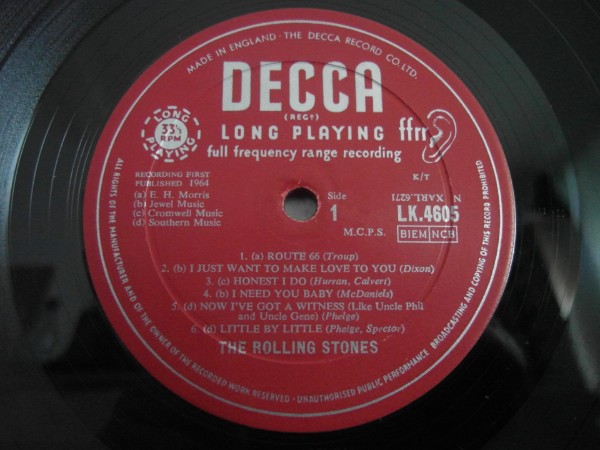 MADE IN ENGLAND · THE DECCA RECORD CO. LTD.
DECCA
(REGᴰ)
LONG PLAYING ffrr
full frequency range recording
LONG 33⅓ RPM PLAYING
K/T
RECORDING FIRST
PUBLISHED 1964
(a) E. H. Morris
(b) Jewel Music
(c) Cromwell Music
(d) Southern Music
Side
1
M.C.P.S.
N XARL.6271
LK.4605
BIEM NCB
1. (a) ROUTE 66 (Troup)
2. (b) I JUST WANT TO MAKE LOVE TO YOU (Dixon)
3. (c) HONEST I DO (Hurran, Calvert)
4. (b) I NEED YOU BABY (McDaniels)
5. (d) NOW I'VE GOT A WITNESS (Like Uncle Phil
and Uncle Gene) (Phelge)
6. (d) LITTLE BY LITTLE (Phelge, Spector)
THE ROLLING STONES
ALL RIGHTS OF THE MANUFACTURER AND OF THE OWNER OF THE RECORDED WORK RESERVED · UNAUTHORISED PUBLIC PERFORMANCE BROADCASTING AND COPYING OF THIS RECORD PROHIBITED